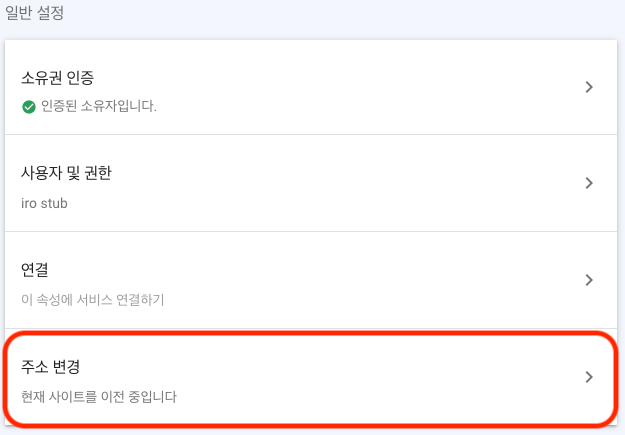 일반 설정
소유권 인증
인증된 소유자입니다.
사용자 및 권한
iro stub
연결
이 속성에 서비스 연결하기
주소 변경
현재 사이트를 이전 중입니다